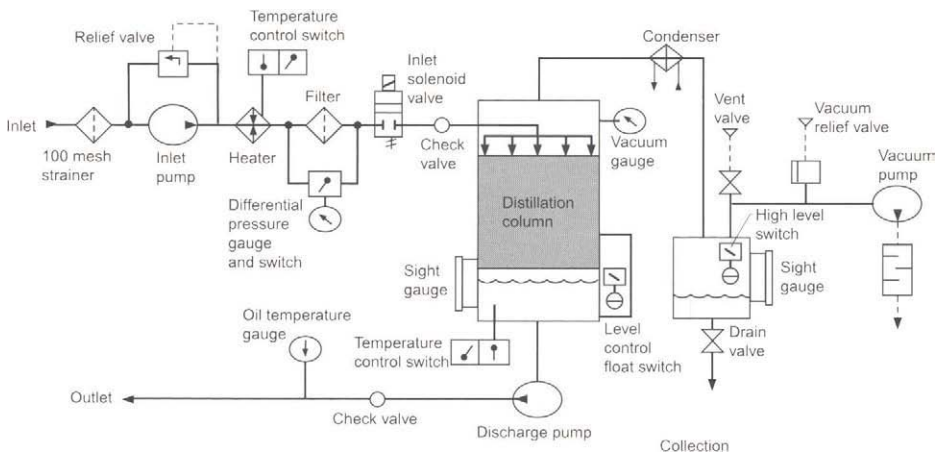 Relief valve
Temperature
control switch
Inlet
solenoid
valve
Filter
Condenser
Vent
valve
Vacuum
relief valve
Vacuum
pump
Inlet
100 mesh
strainer
Inlet
pump
Heater
Check
valve
Vacuum
gauge
Differential
pressure
gauge
and switch
Distillation
column
High level
switch
Sight
gauge
Sight
gauge
Oil temperature
gauge
Temperature
control switch
Level
control
float switch
Drain
valve
Outlet
Check valve
Discharge pump
Collection